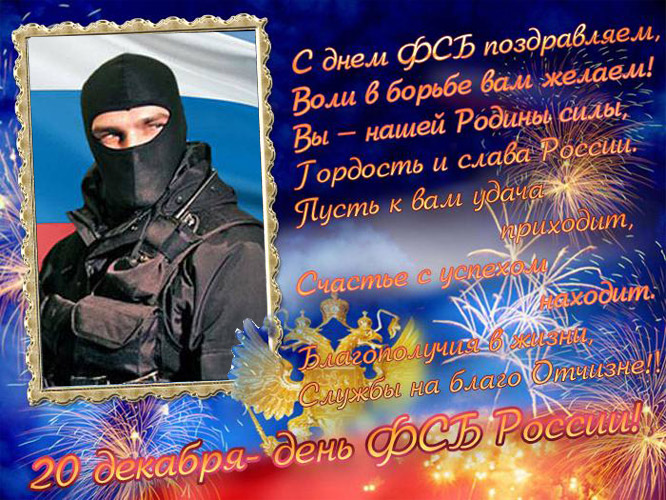 С днем ФСБ поздравляем,
Воли в борьбе вам желаем!
Вы – нашей Родины силы,
Гордость и слава России.
Пусть к вам удача
приходит,
Счастье с успехом
находит.
Благополучия в жизни,
Службы на благо Отчизне!!
20 декабря- день ФСБ России!